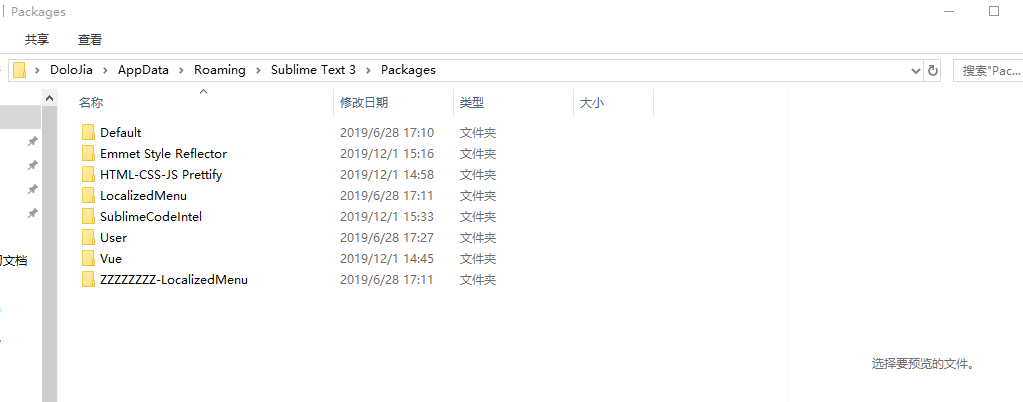 Packages
共享 查看
DoloJia AppData Roaming Sublime Text 3 Packages 搜索"Pac...
名称 修改日期 类型 大小
Default 2019/6/28 17:10 文件夹
Emmet Style Reflector 2019/12/1 15:16 文件夹
HTML-CSS-JS Prettify 2019/12/1 14:58 文件夹
LocalizedMenu 2019/6/28 17:11 文件夹
SublimeCodeIntel 2019/12/1 15:33 文件夹
User 2019/6/28 17:27 文件夹
文档
Vue 2019/12/1 14:45 文件夹
ZZZZZZZZ-LocalizedMenu 2019/6/28 17:11 文件夹
选择要预览的文件。